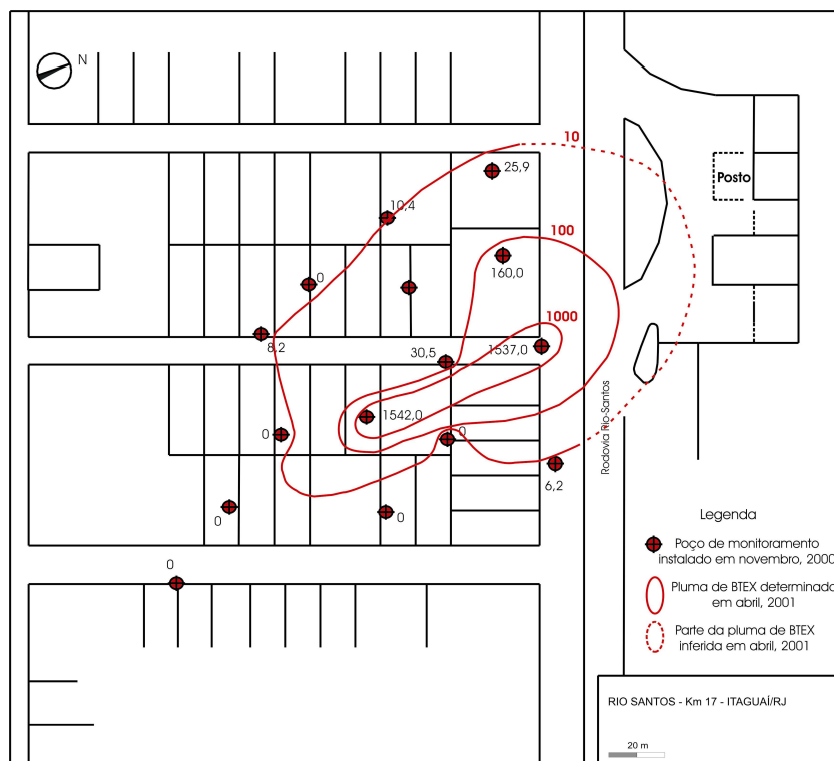 N
10
25,9
Posto
10,4
100
160,0
0
1000
8,2
30,5
1537,0
1542,0
0
0
Rodovia Rio-Santos
6,2
0
0
0
Legenda
Poço de monitoramento
instalado em novembro, 2000
Pluma de BTEX determinada
em abril, 2001
Parte da pluma de BTEX
inferida em abril, 2001
RIO SANTOS - Km 17 - ITAGUAÍ/RJ
20 m